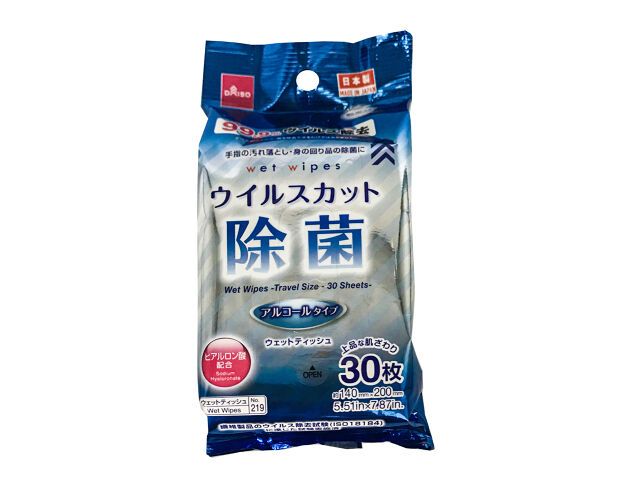 DAISO
日本製
MADE IN JAPAN
99.9% ウイルス除去
手指の汚れ落とし・身の回り品の除菌に
wet wipes
ウイルスカット
除菌
Wet Wipes -Travel Size - 30 Sheets-
アルコールタイプ
ウェットティッシュ
上品な肌ざわり
30枚
約140mm×200mm
5.51in×7.87in.
ヒアルロン酸
配合
Sodium
Hyaluronate
OPEN
ウェットティッシュ
Wet Wipes
No.
219
繊維製品のウイルス除去試験(ISO18184)